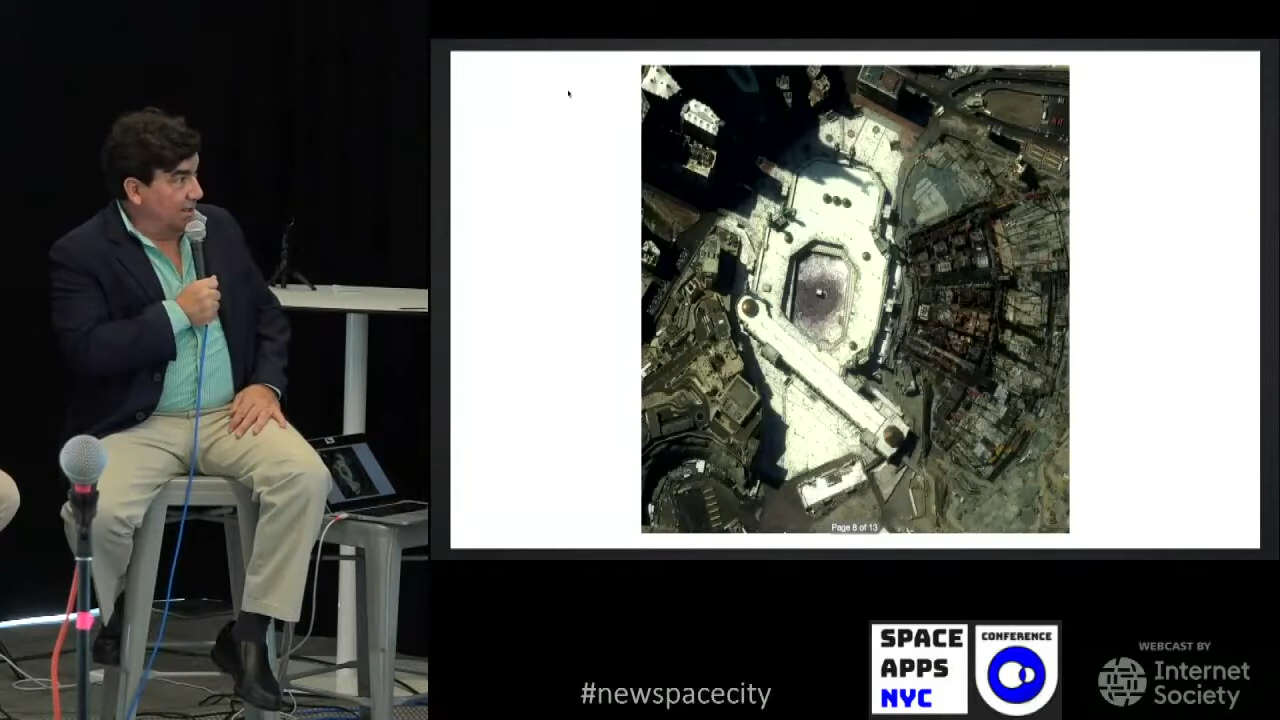 Page 8 of 13
#newspacecity
SPACE
APPS
NYC
CONFERENCE
WEBCAST BY
Internet
Society